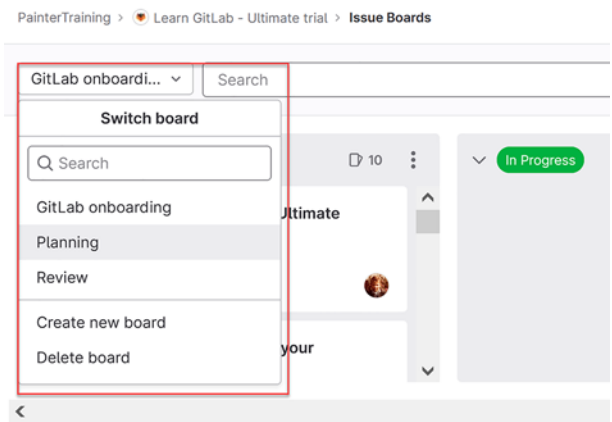 PainterTraining > Learn GitLab - Ultimate trial > Issue Boards
GitLab onboardi... Search
Switch board
Search
10
In Progress
GitLab onboarding
Ultimate
Planning
Review
Create new board
your
Delete board